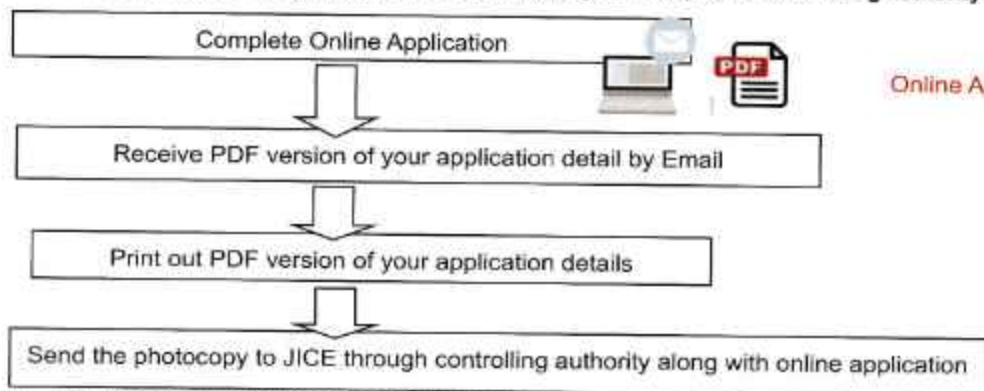 Complete Online Application
PDF
Online A
Receive PDF version of your application detail by Email
Print out PDF version of your application details
Send the photocopy to JICE through controlling authority along with online application